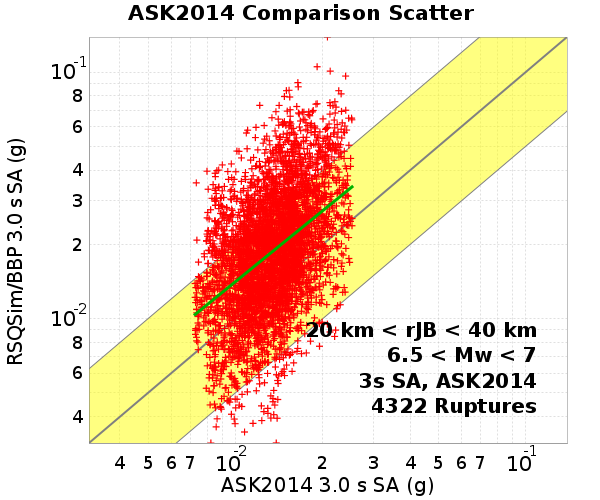 ASK2014 Comparison Scatter
RSQSim/BBP 3.0 s SA (g)
10-1
8
6
4
3
2
10-2
8
6
4
20 km < rJB < 40 km
6.5 < Mw < 7
3s SA, ASK2014
4322 Ruptures
4 5 6 7 10-2 2 3 4 5 6 7 10-1
ASK2014 3.0 s SA (g)